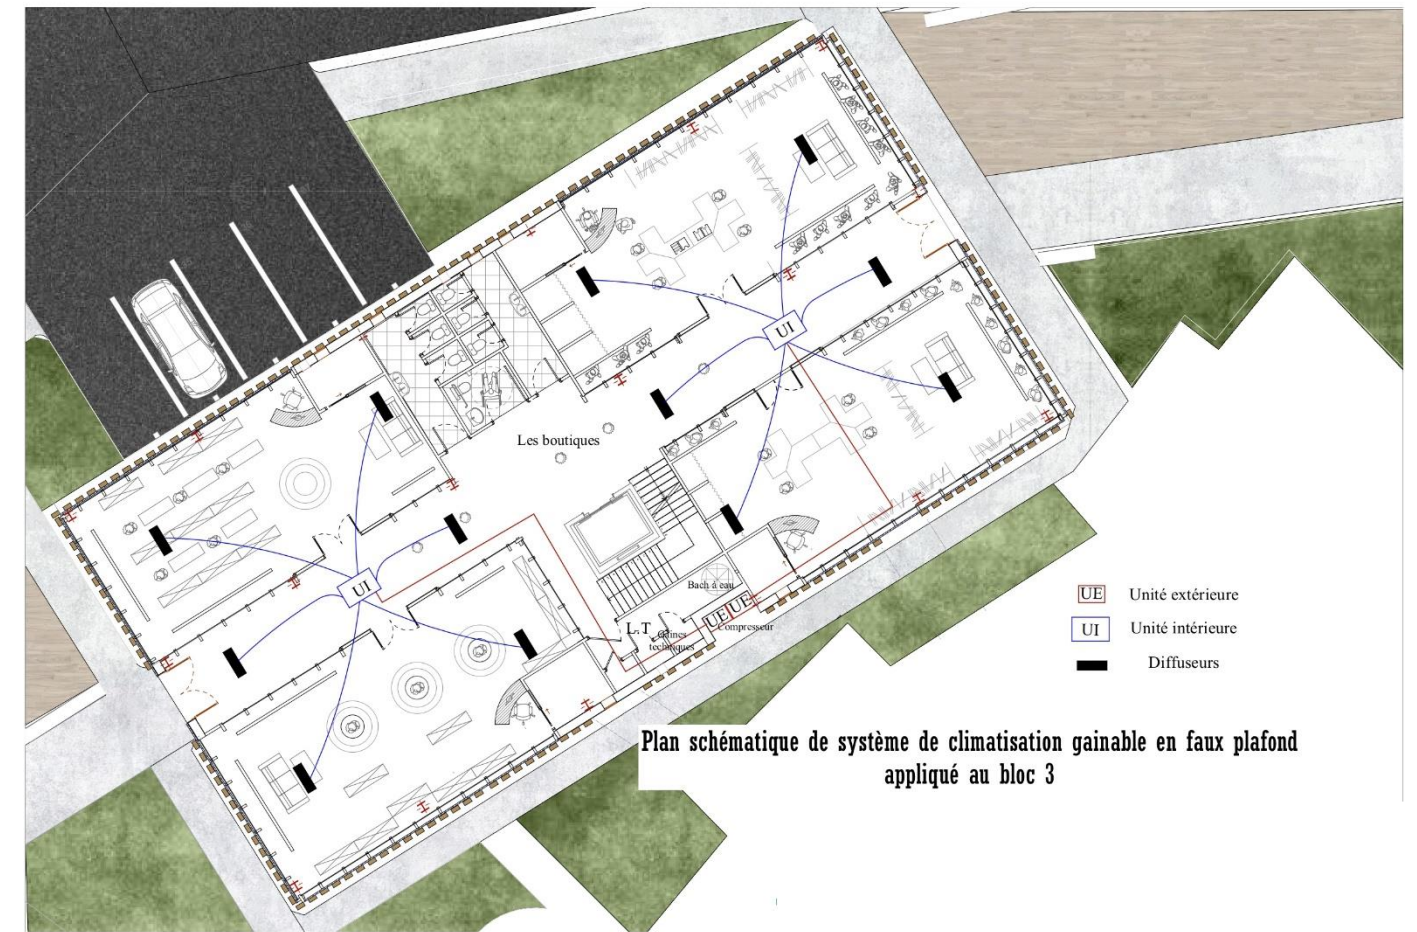 UI
Les boutiques
UI
Bach à eau
UE UE
Compresseur
L.T
Gaines
techniques
UE Unité extérieure
UI Unité intérieure
Diffuseurs
Plan schématique de système de climatisation gainable en faux plafond
appliqué au bloc 3